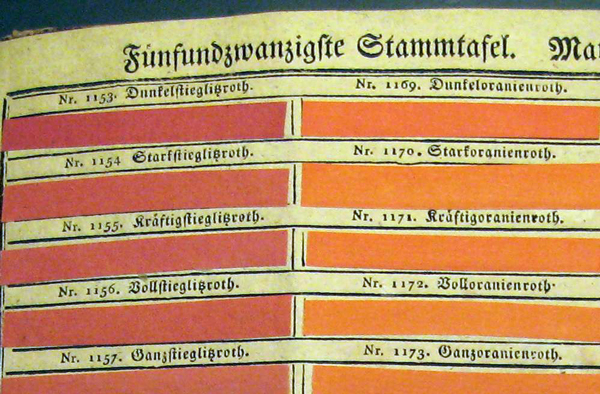 Fünfundzwanzigste Stammtafel.
Nr. 1153. Dunkelstieglitzroth.
Nr. 1169. Dunkeloranienroth.
Nr. 1154 Starkstieglitzroth.
Nr. 1170. Starkoranienroth.
Nr. 1155. Kräftigstieglitzroth.
Nr. 1171. Kräftigoranienroth.
Nr. 1156. Vollstieglitzroth.
Nr. 1172. Volloranienroth.
Nr. 1157. Ganzstieglitzroth.
Nr. 1173. Ganzoranienroth.